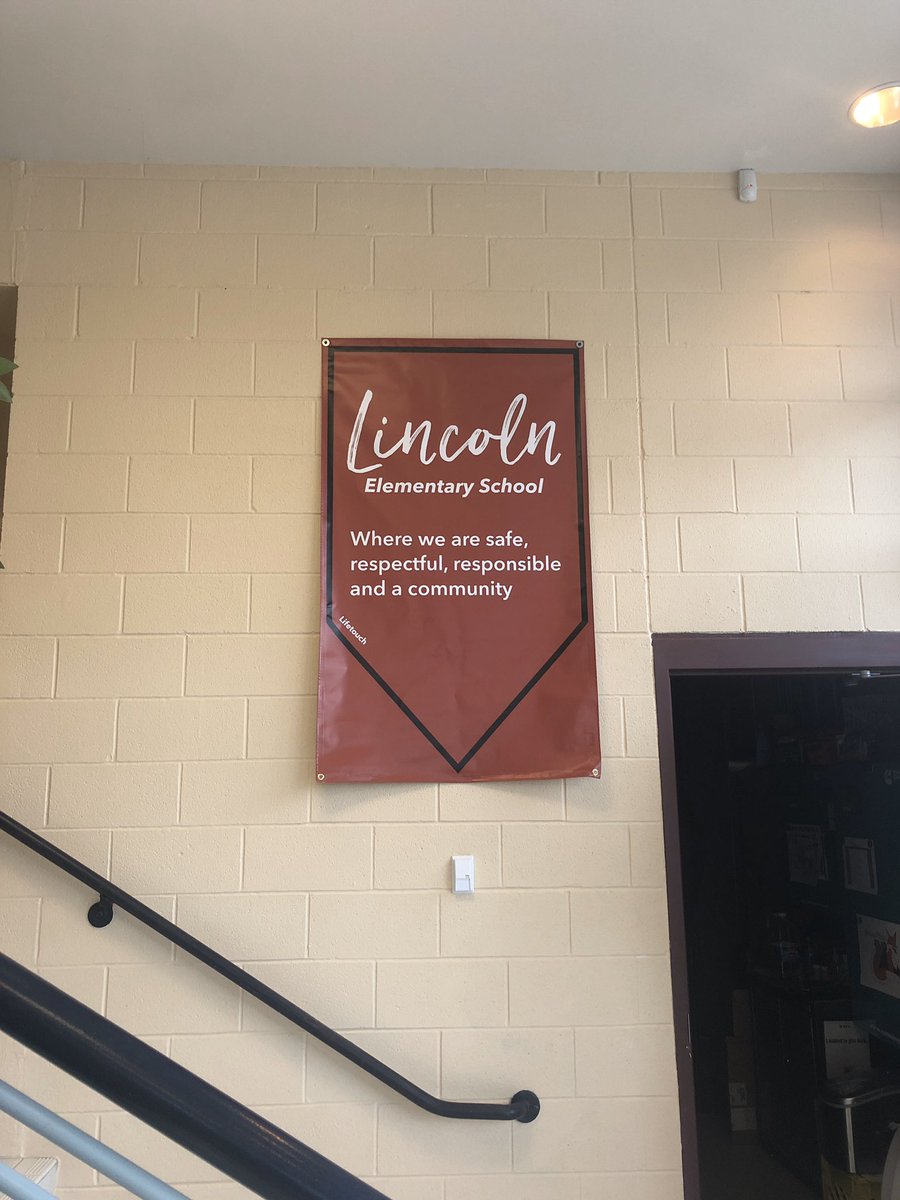 Lincoln
Elementary School
Where we are safe,
respectful, responsible
and a community
Lifetouch